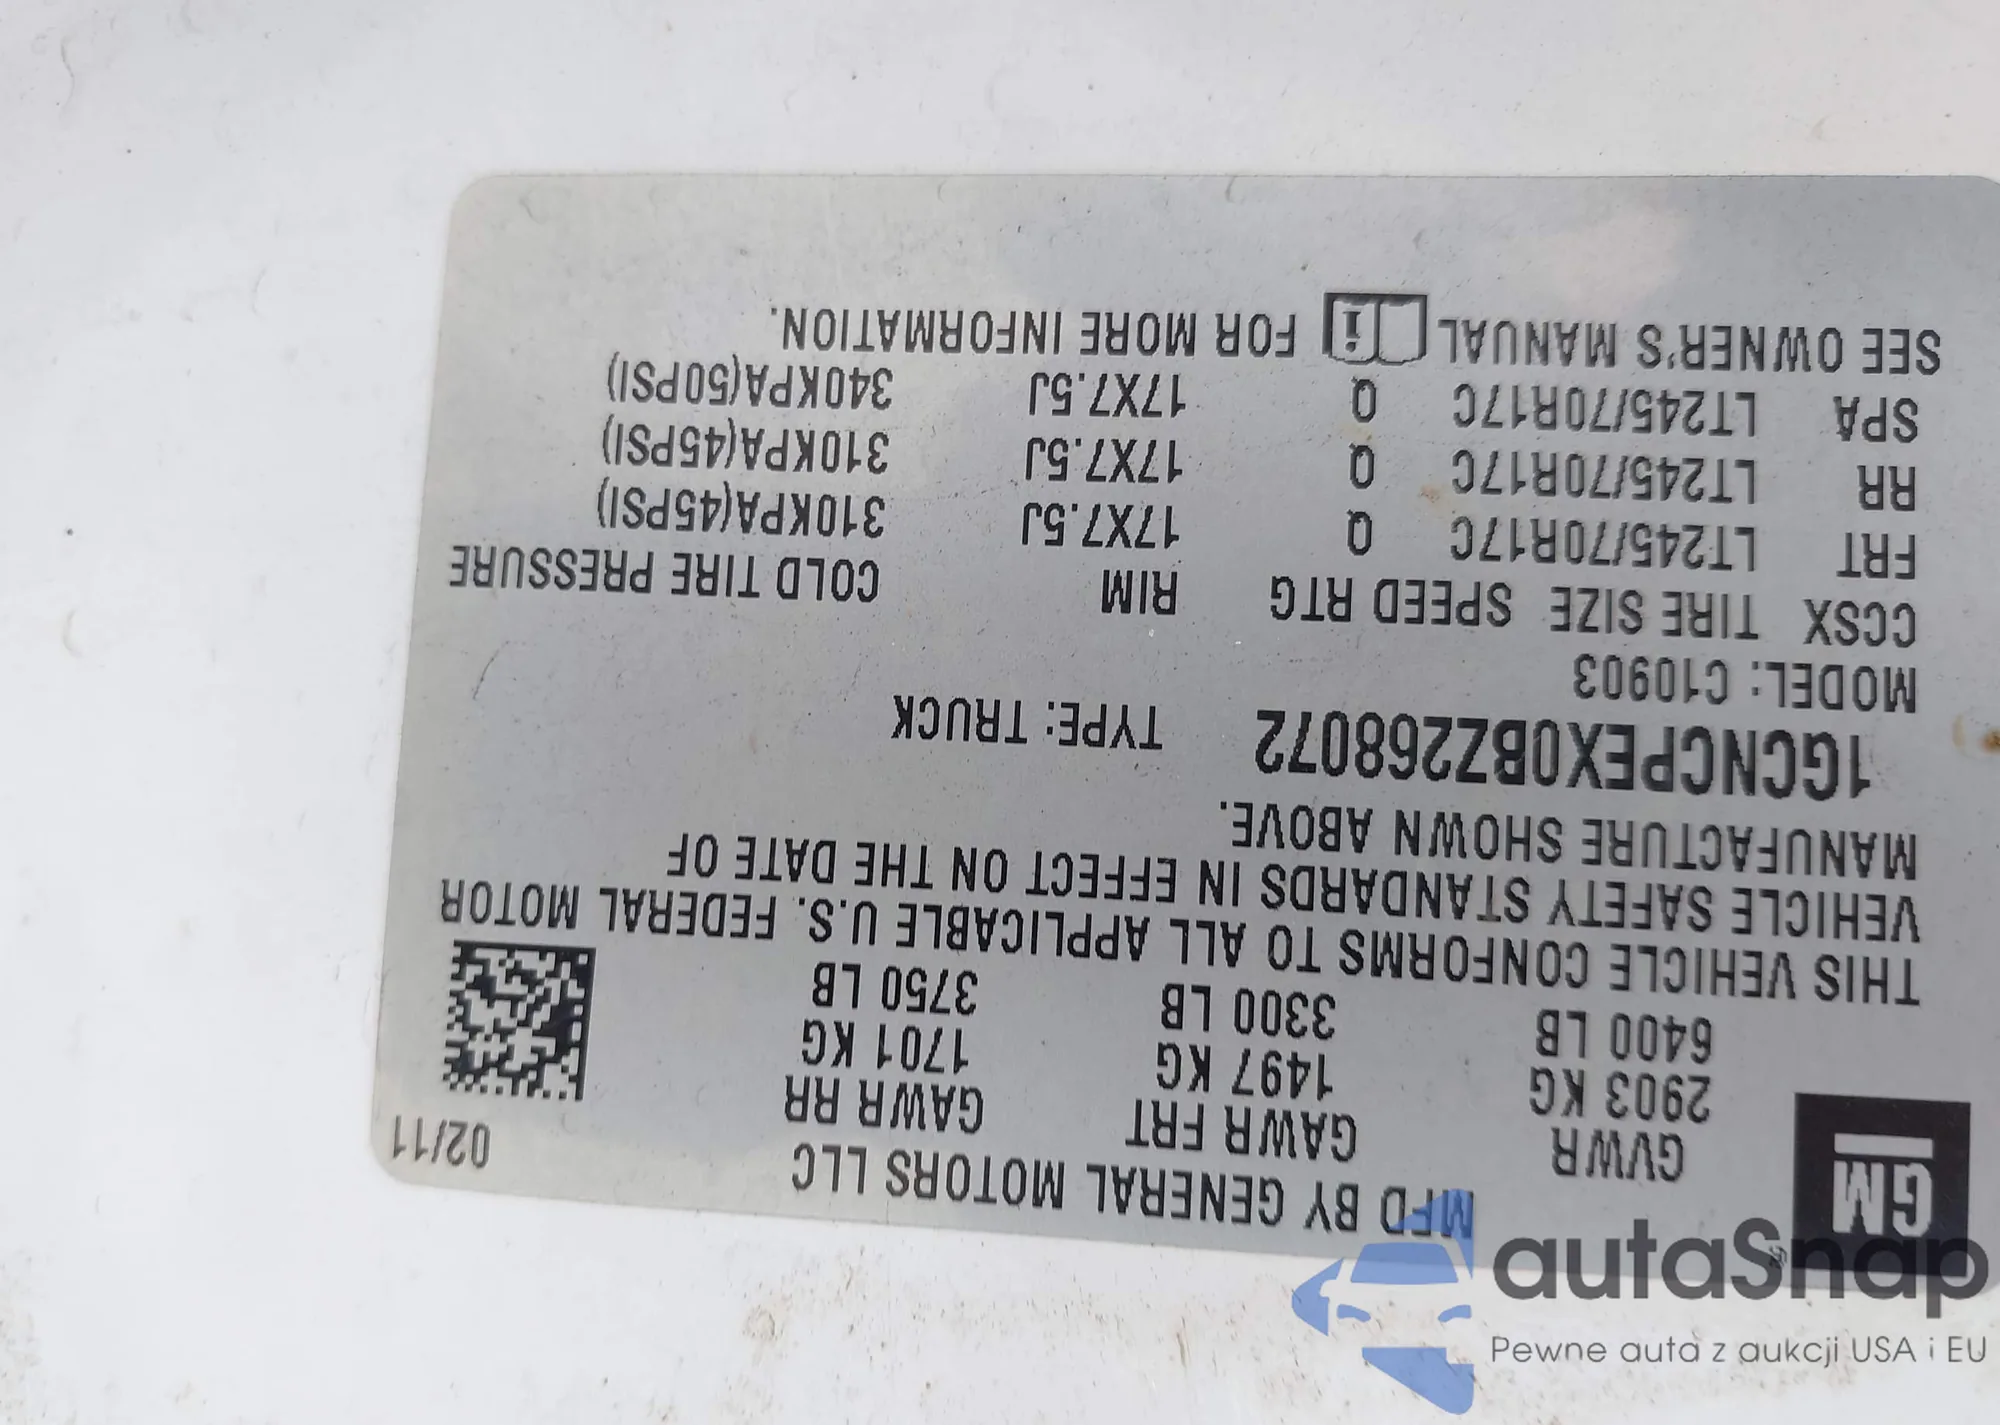 GM
MFD BY GENERAL MOTORS LLC
02/11
GVWR GAWR FRT GAWR RR
2903 KG 1497 KG 1701 KG
6400 LB 3300 LB 3750 LB
THIS VEHICLE CONFORMS TO ALL APPLICABLE U.S. FEDERAL MOTOR
VEHICLE SAFETY STANDARDS IN EFFECT ON THE DATE OF
MANUFACTURE SHOWN ABOVE.
1GCNCPEX0BZ268072 TYPE: TRUCK
MODEL: C10903
CCSX TIRE SIZE SPEED RTG RIM COLD TIRE PRESSURE
FRT LT245/70R17C Q 17X7.5J 310KPA(45PSI)
RR LT245/70R17C Q 17X7.5J 310KPA(45PSI)
SPA LT245/70R17C Q 17X7.5J 340KPA(50PSI)
SEE OWNER'S MANUAL i FOR MORE INFORMATION.
autaSnap
Pewne auta z aukcji USA i EU